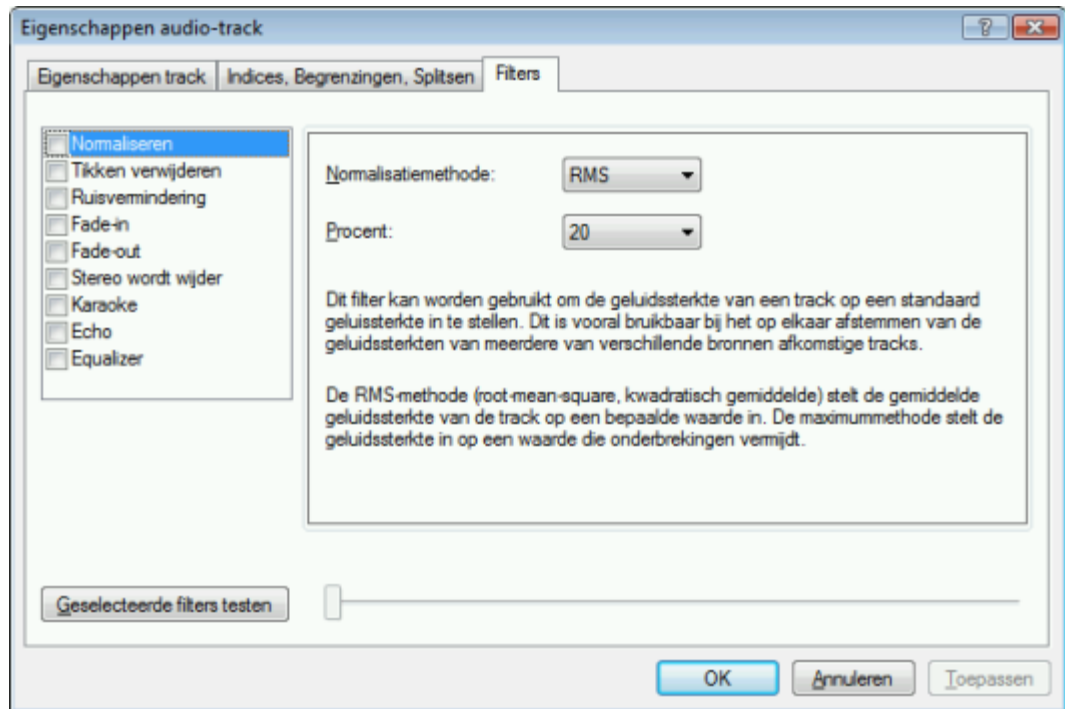 Eigenschappen audio-track
Eigenschappen track
Indices, Begrenzingen, Splitsen
Filters
Normaliseren
Tikken verwijderen
Ruisvermindering
Fade-in
Fade-out
Stereo wordt wijder
Karaoke
Echo
Equalizer
Normalisatiemethode:
RMS
Procent:
20
Dit filter kan worden gebruikt om de geluidssterkte van een track op een standaard
geluissterkte in te stellen. Dit is vooral bruikbaar bij het op elkaar afstemmen van de
geluidssterkten van meerdere van verschillende bronnen afkomstige tracks.
De RMS-methode (root-mean-square, kwadratisch gemiddelde) stelt de gemiddelde
geluidssterkte van de track op een bepaalde waarde in. De maximummethode stelt de
geluidssterkte in op een waarde die onderbrekingen vermijdt.
Geselecteerde filters testen
OK
Annuleren
Toepassen